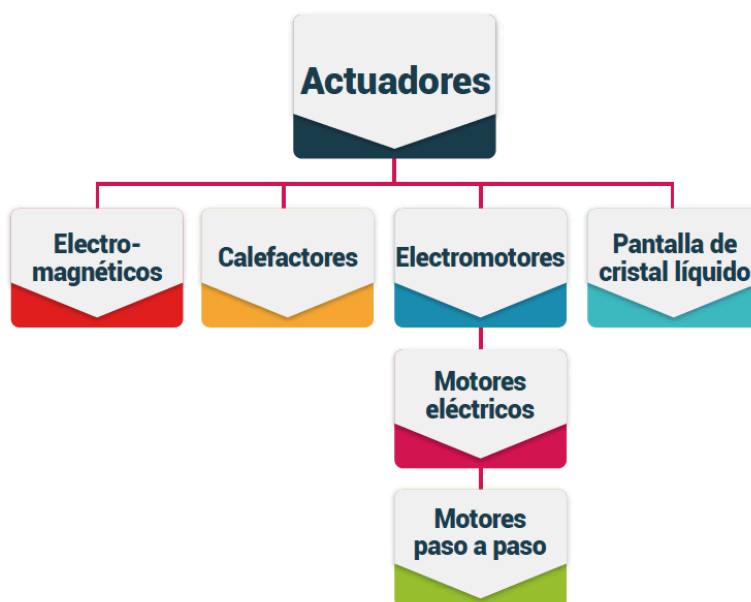 Actuadores
Electro-
magnéticos
Calefactores
Electromotores
Pantalla de
cristal líquido
Motores
eléctricos
Motores
paso a paso